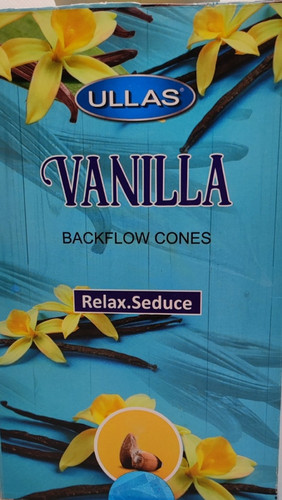 ULLAS®
VANILLA
BACKFLOW CONES
Relax.Seduce